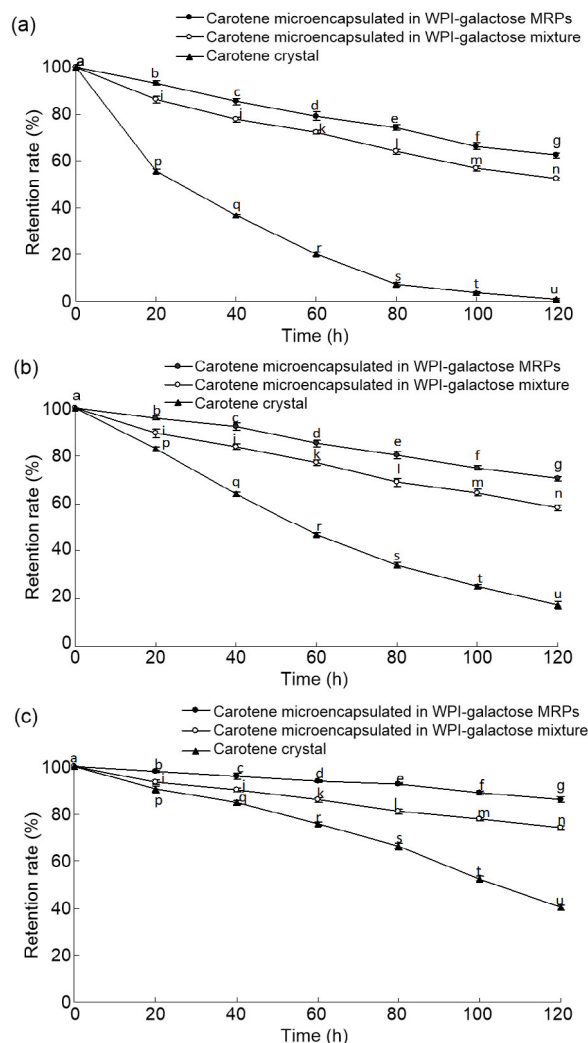 (a)
Carotene microencapsulated in WPI-galactose MRPs
Carotene microencapsulated in WPI-galactose mixture
Carotene crystal
Retention rate (%)
100
80
60
40
20
0
a
b
c
d
e
f
g
i
j
k
l
m
n
p
q
r
s
t
u
0 20 40 60 80 100 120
Time (h)
(b)
Carotene microencapsulated in WPI-galactose MRPs
Carotene microencapsulated in WPI-galactose mixture
Carotene crystal
Retention rate (%)
100
80
60
40
20
0
a
b
c
d
e
f
g
i
j
k
l
m
n
p
q
r
s
t
u
0 20 40 60 80 100 120
Time (h)
(c)
Carotene microencapsulated in WPI-galactose MRPs
Carotene microencapsulated in WPI-galactose mixture
Carotene crystal
Retention rate (%)
100
80
60
40
20
0
a
b
c
d
e
f
g
i
j
k
l
m
n
p
q
r
s
t
u
0 20 40 60 80 100 120
Time (h)